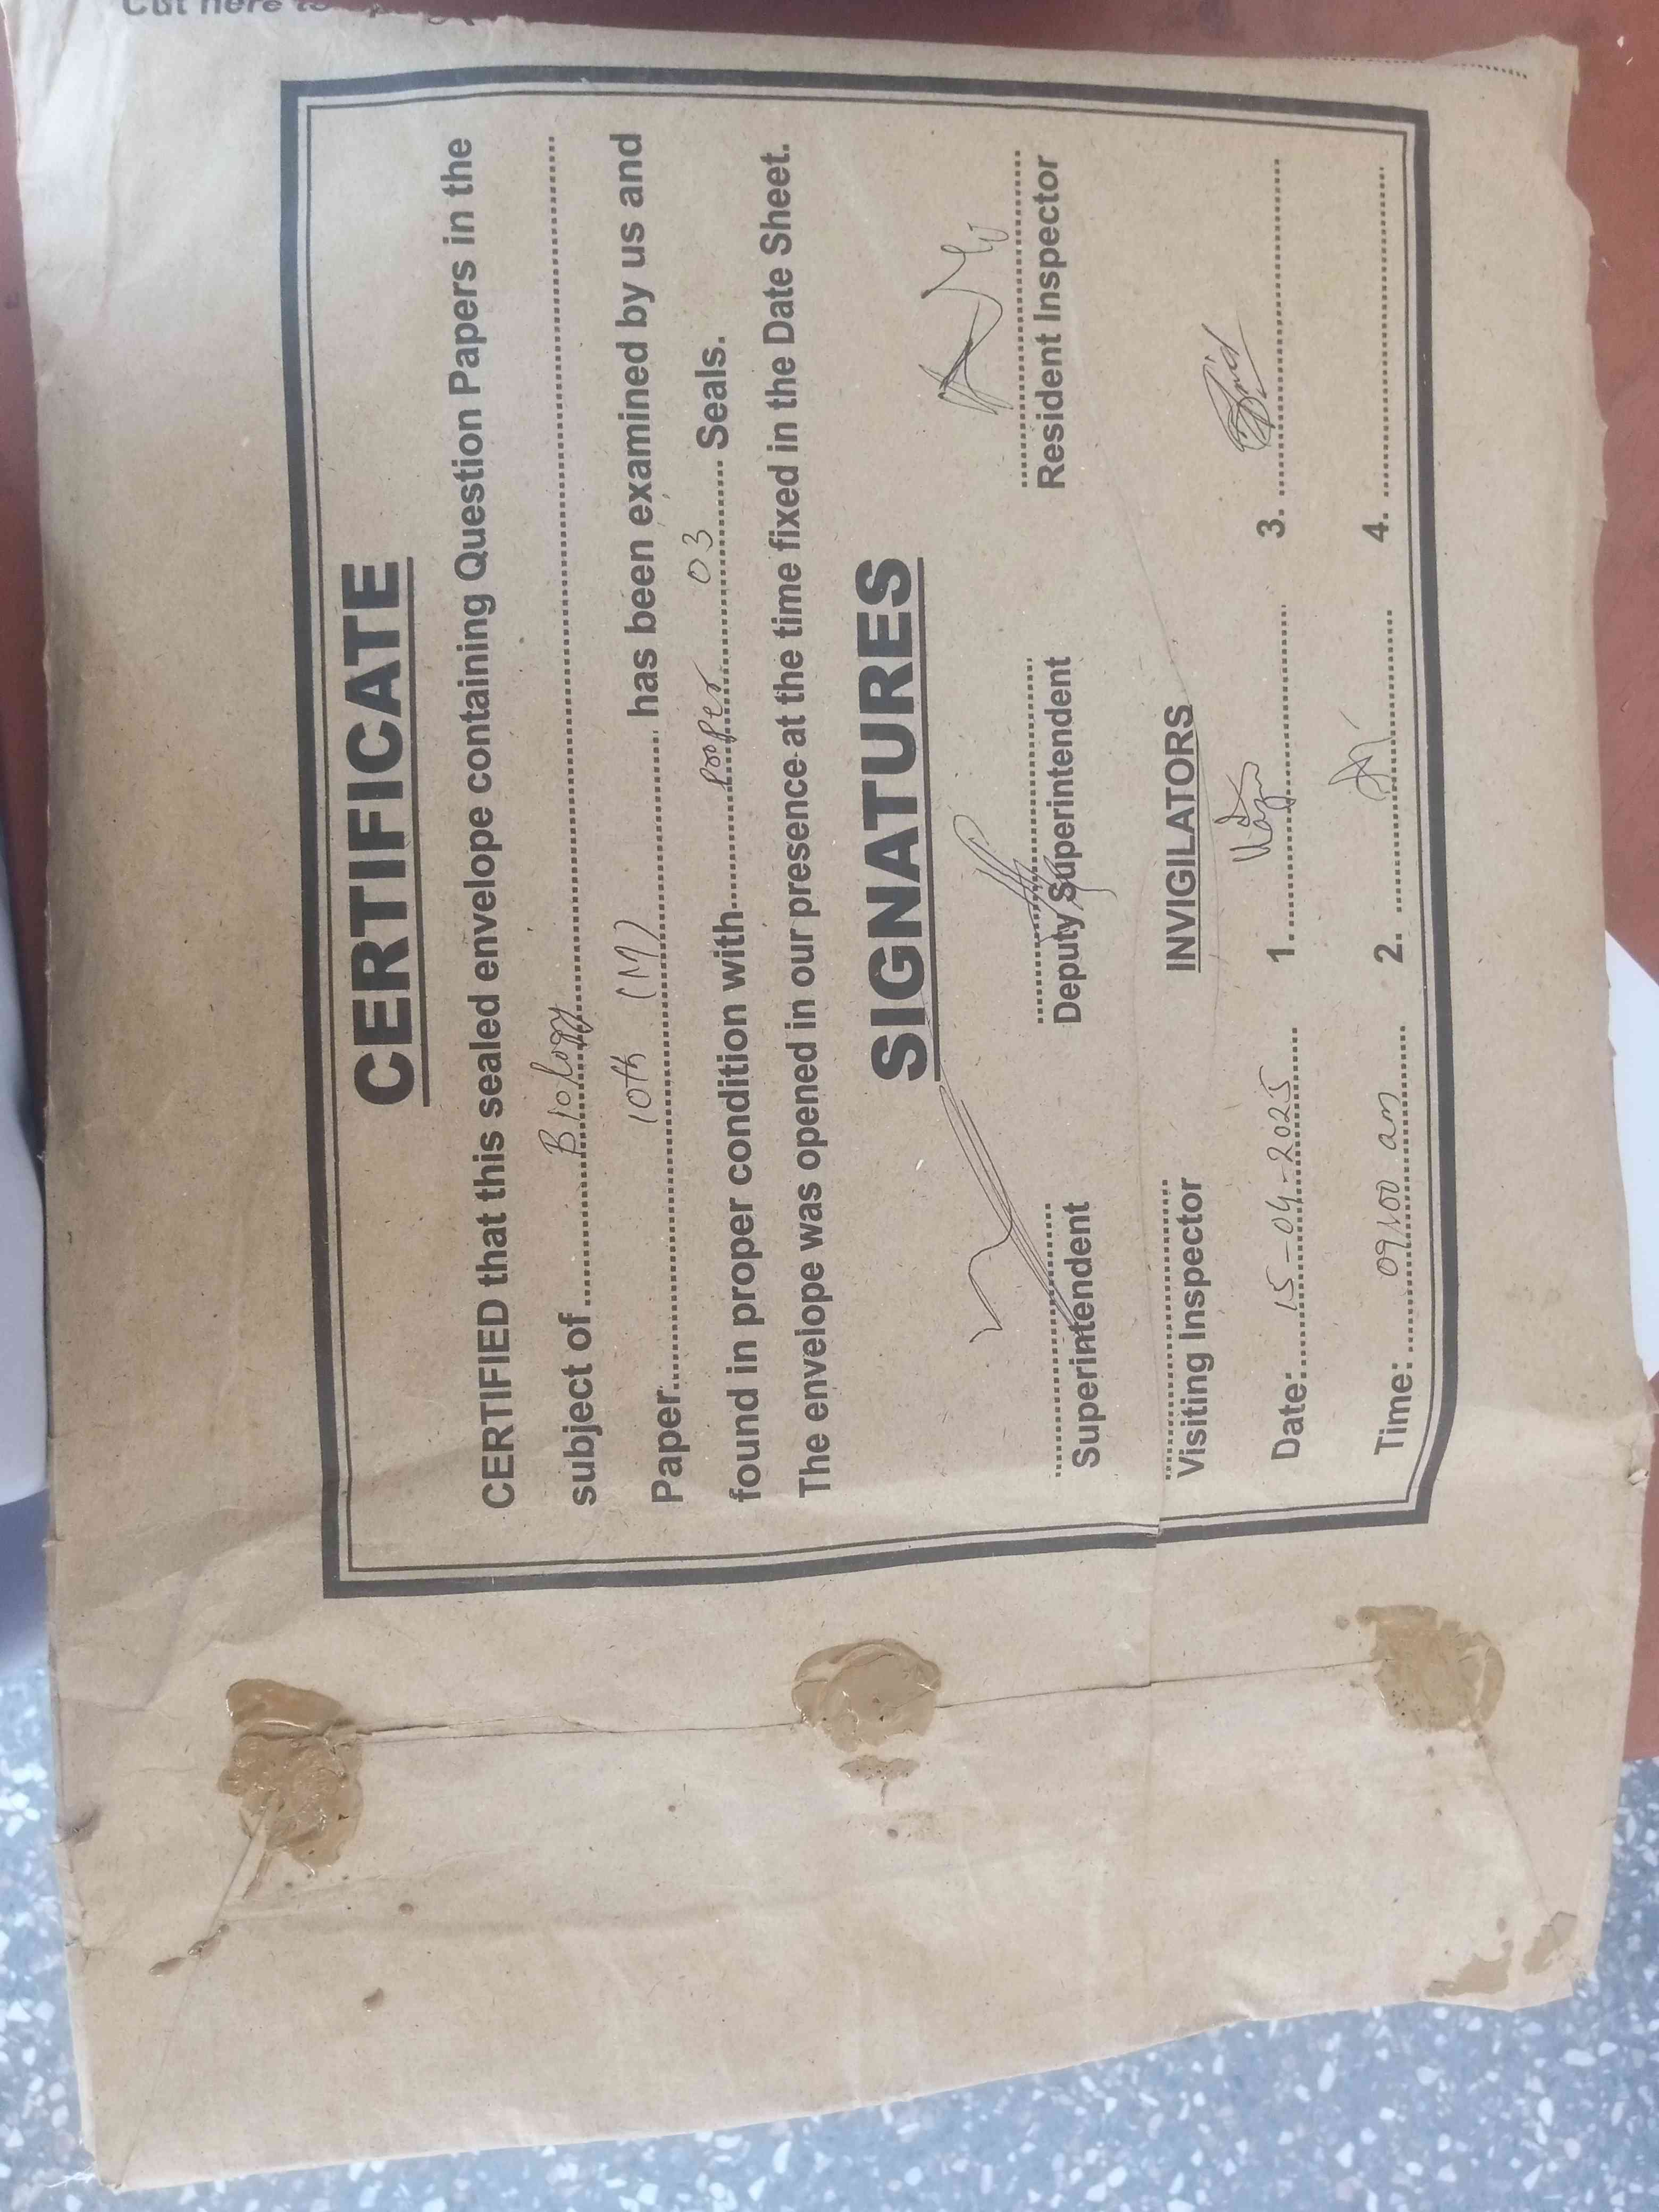 Cut here to
CERTIFICATE
CERTIFIED that this sealed envelope containing Question Papers in the
subject of Biology
Paper 10th (M) has been examined by us and
found in proper condition with proper 03 Seals.
The envelope was opened in our presence at the time fixed in the Date Sheet.
SIGNATURES
Superintendent Deputy Superintendent Resident Inspector
Visiting Inspector INVIGILATORS
Date: 15-04-2025 1. 3.
Time: 09:00 am 2. 4.